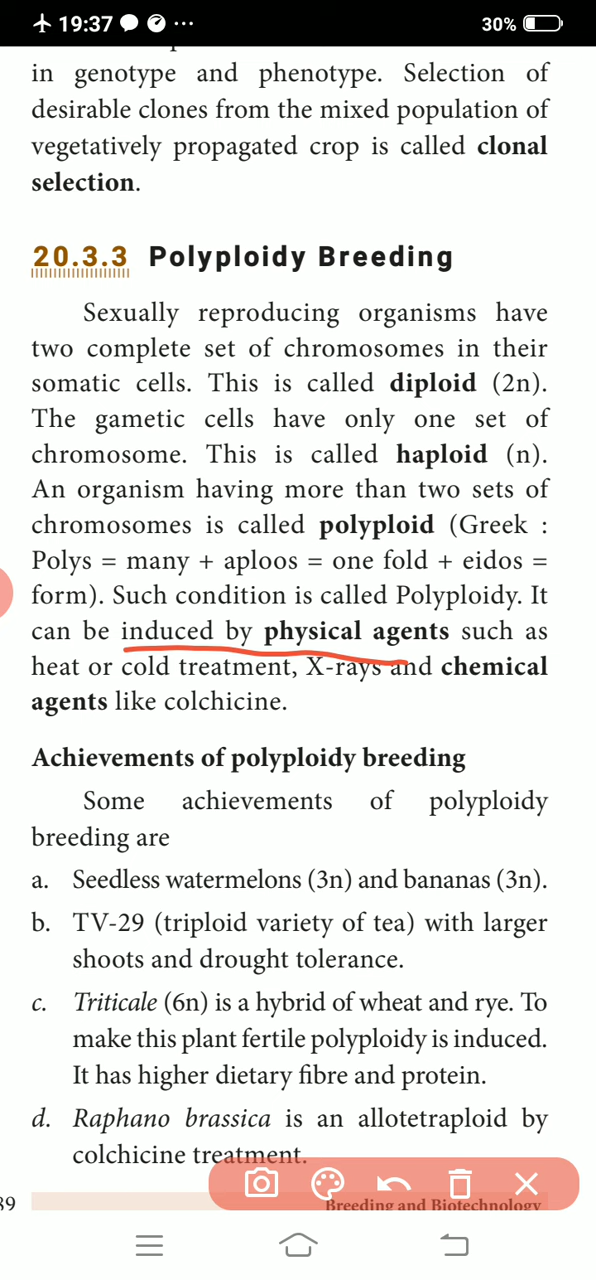 19:37
30%
in genotype and phenotype. Selection of
desirable clones from the mixed population of
vegetatively propagated crop is called clonal
selection.
20.3.3 Polyploidy Breeding
Sexually reproducing organisms have
two complete set of chromosomes in their
somatic cells. This is called diploid (2n).
The gametic cells have only one set of
chromosome. This is called haploid (n).
An organism having more than two sets of
chromosomes is called polyploid (Greek :
Polys = many + aploos = one fold + eidos =
form). Such condition is called Polyploidy. It
can be induced by physical agents such as
heat or cold treatment, X-rays and chemical
agents like colchicine.
Achievements of polyploidy breeding
Some achievements of polyploidy
breeding are
a. Seedless watermelons (3n) and bananas (3n).
b. TV-29 (triploid variety of tea) with larger
shoots and drought tolerance.
c. Triticale (6n) is a hybrid of wheat and rye. To
make this plant fertile polyploidy is induced.
It has higher dietary fibre and protein.
d. Raphano brassica is an allotetraploid by
colchicine treatment.
39 Breeding and Biotechnology